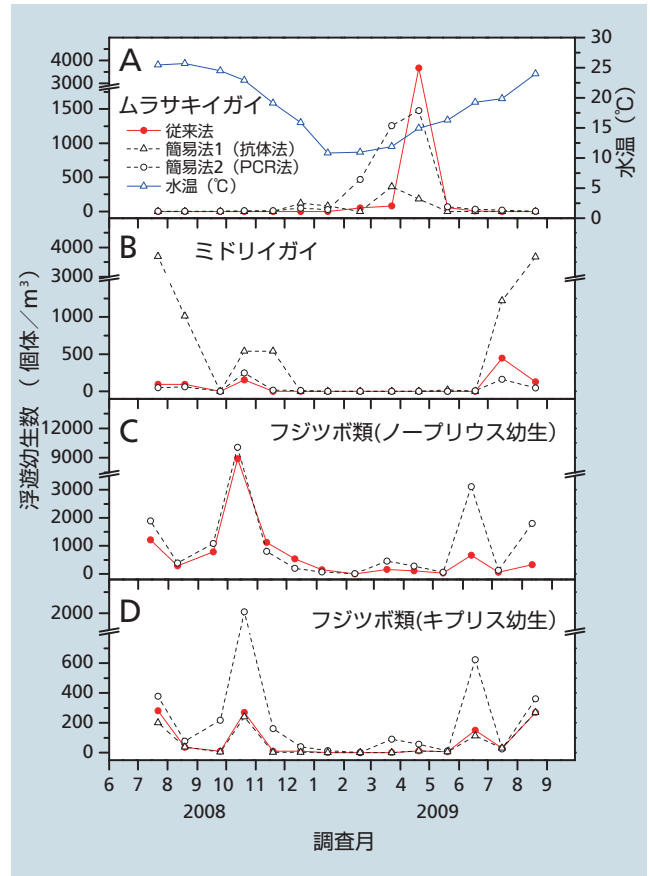 浮遊幼生数 ( 個体／m³)
水温 (℃)
A
ムラサキイガイ
従来法
簡易法1（抗体法）
簡易法2（PCR法）
水温（℃）
4000
3000
1500
1000
500
0
30
25
20
15
10
5
0
B
ミドリイガイ
4000
3000
1000
500
0
C
フジツボ類(ノープリウス幼生）
12000
9000
3000
2000
1000
0
D
フジツボ類(キプリス幼生）
2000
600
400
200
0
6 7 8 9 10 11 12 1 2 3 4 5 6 7 8 9
2008 2009
調査月